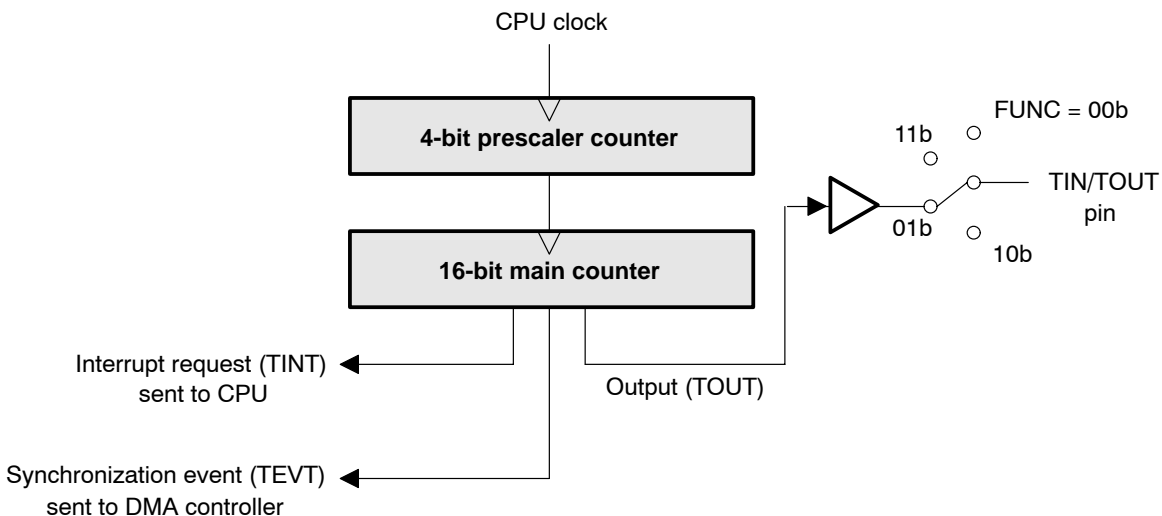 CPU clock
4-bit prescaler counter
FUNC = 00b
11b
TIN/TOUT
pin
01b
10b
16-bit main counter
Interrupt request (TINT)
sent to CPU
Output (TOUT)
Synchronization event (TEVT)
sent to DMA controller